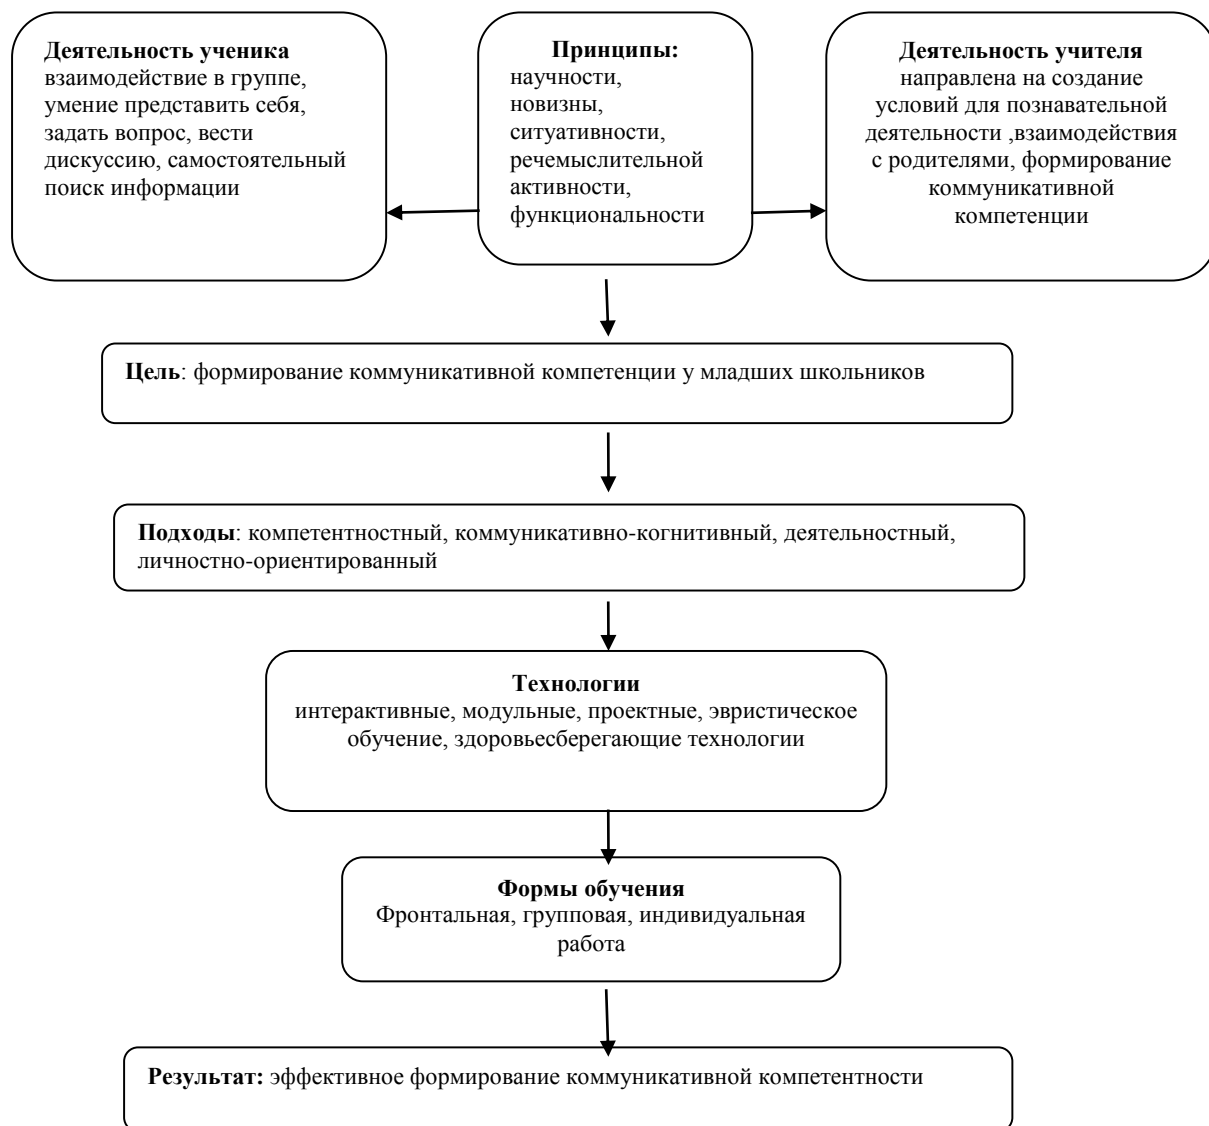 Деятельность ученика
взаимодействие в группе,
умение представить себя,
задать вопрос, вести
дискуссию, самостоятельный
поиск информации
Принципы:
научности,
новизны,
ситуативности,
речемыслительной
активности,
функциональности
Деятельность учителя
направлена на создание
условий для познавательной
деятельности ,взаимодействия
с родителями, формирование
коммуникативной
компетенции
Цель: формирование коммуникативной компетенции у младших школьников
Подходы: компетентностный, коммуникативно-когнитивный, деятельностный,
личностно-ориентированный
Технологии
интерактивные, модульные, проектные, эвристическое
обучение, здоровьесберегающие технологии
Формы обучения
Фронтальная, групповая, индивидуальная
работа
Результат: эффективное формирование коммуникативной компетентности